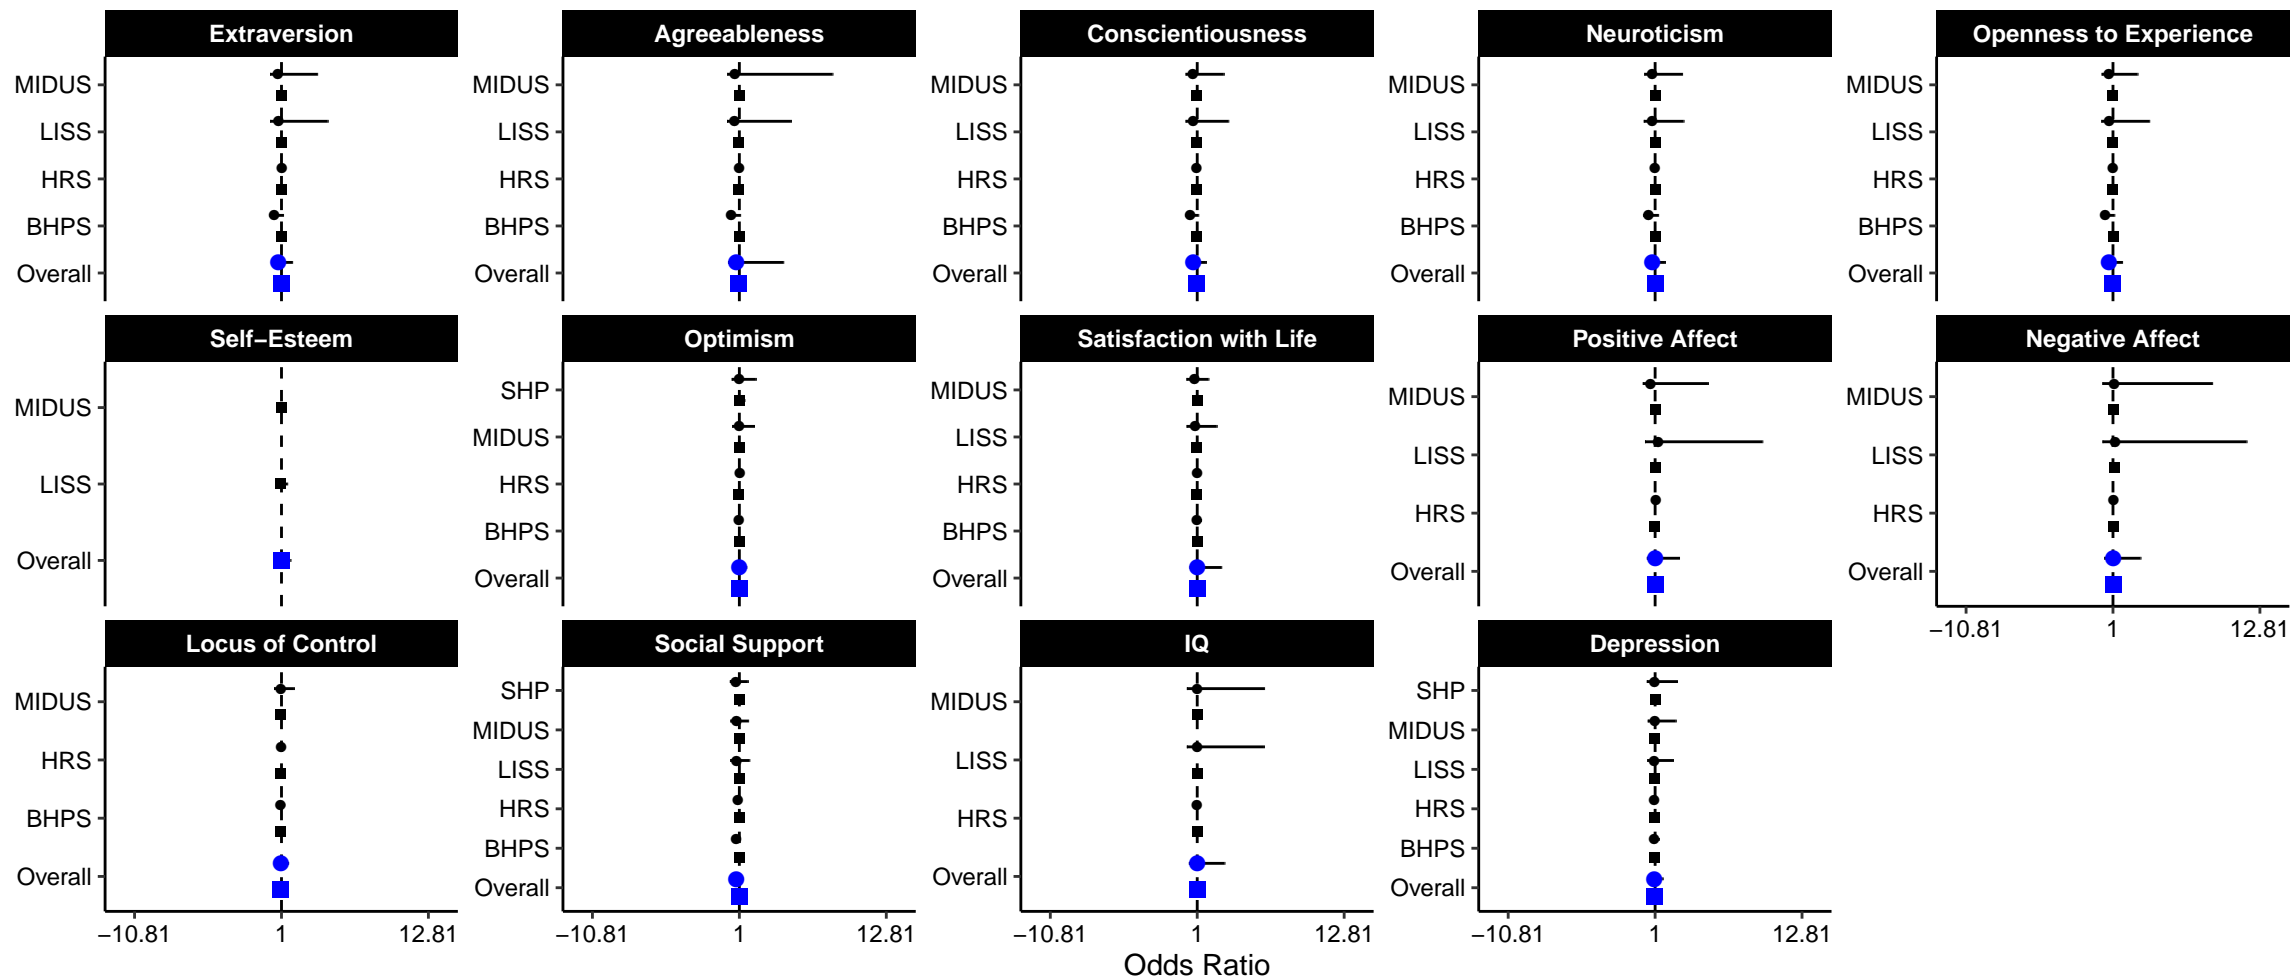 Extraversion
MIDUS
LISS
HRS
BHPS
Overall
Agreeableness
MIDUS
LISS
HRS
BHPS
Overall
Conscientiousness
MIDUS
LISS
HRS
BHPS
Overall
Neuroticism
MIDUS
LISS
HRS
BHPS
Overall
Openness to Experience
MIDUS
LISS
HRS
BHPS
Overall
Self−Esteem
MIDUS
LISS
Overall
Optimism
SHP
MIDUS
HRS
BHPS
Overall
Satisfaction with Life
MIDUS
LISS
HRS
BHPS
Overall
Positive Affect
MIDUS
LISS
HRS
Overall
Negative Affect
MIDUS
LISS
HRS
Overall
−10.81 1 12.81
Locus of Control
MIDUS
HRS
BHPS
Overall
−10.81 1 12.81
Social Support
SHP
MIDUS
LISS
HRS
BHPS
Overall
−10.81 1 12.81
IQ
MIDUS
LISS
HRS
Overall
−10.81 1 12.81
Depression
SHP
MIDUS
LISS
HRS
BHPS
Overall
−10.81 1 12.81
Odds Ratio